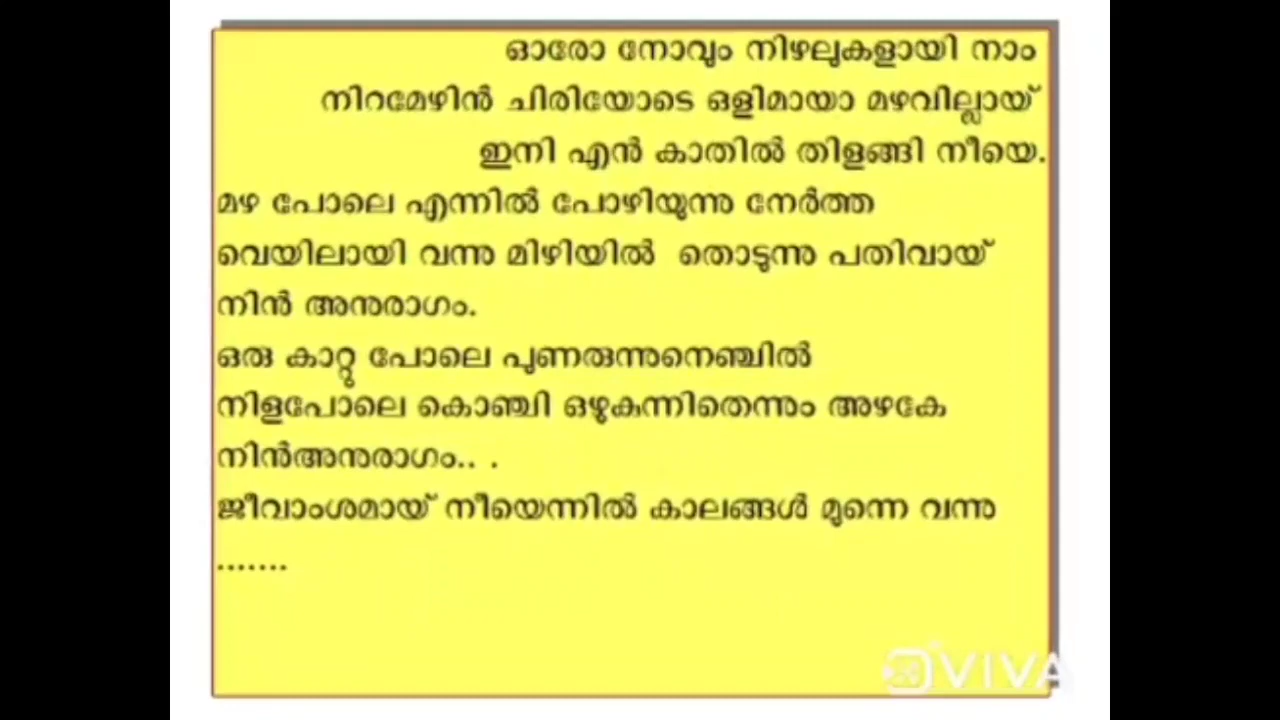 ഓരോ നോവും നിഴലുകളായി നാം
നിറമേഴിൻ ചിരിയോടെ ഒളിമായാ മഴവില്ലായ്
ഇനി എൻ കാതിൽ തിളങ്ങി നീയെ.
മഴ പോലെ എന്നിൽ പോഴിയുന്നു നേർത്ത
വെയിലായി വന്നു മിഴിയിൽ തൊടുന്നു പതിവായ്
നിൻ അനുരാഗം.
ഒരു കാറ്റു പോലെ പുണരുന്നുനെഞ്ചിൽ
നിളപോലെ കൊഞ്ചി ഒഴുകുന്നിതെന്നും അഴകേ
നിൻഅനുരാഗം.. .
ജീവാംശമായ് നീയെന്നിൽ കാലങ്ങൾ മുന്നെ വന്നു
.......
VIVA